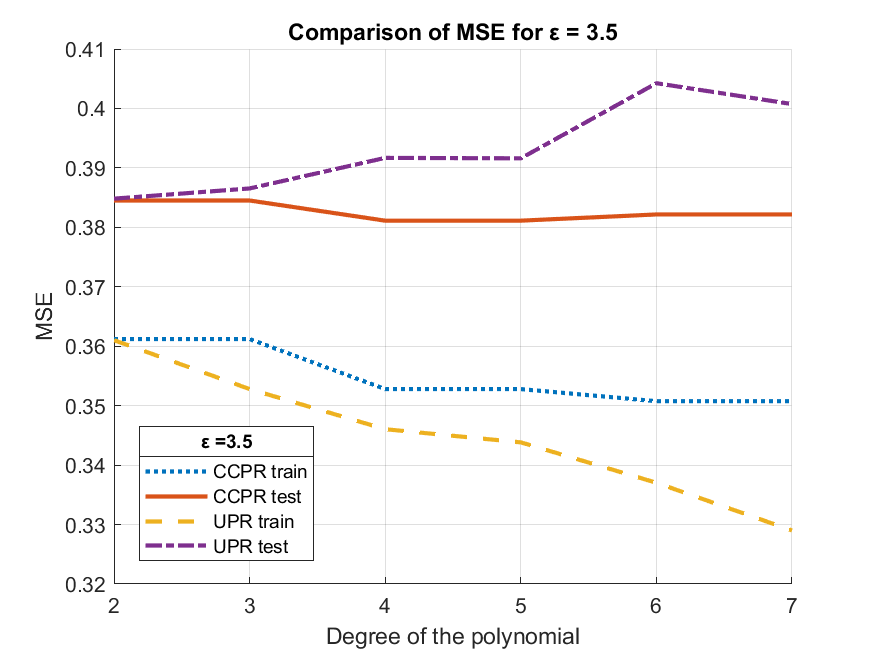 Comparison of MSE for ε = 3.5
0.41
0.4
0.39
0.38
0.37
0.36
0.35
0.34
0.33
0.32
MSE
ε =3.5
CCPR train
CCPR test
UPR train
UPR test
2 3 4 5 6 7
Degree of the polynomial